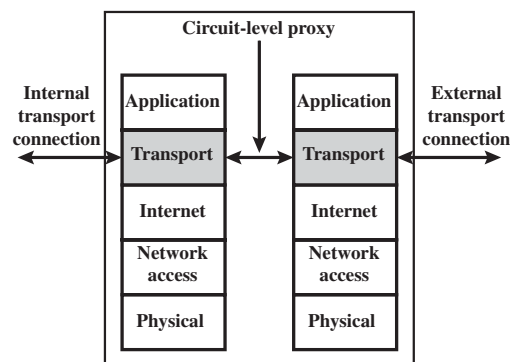 Circuit-level proxy
Internal
transport
connection
Application
Transport
Internet
Network
access
Physical
Application
Transport
Internet
Network
access
Physical
External
transport
connection